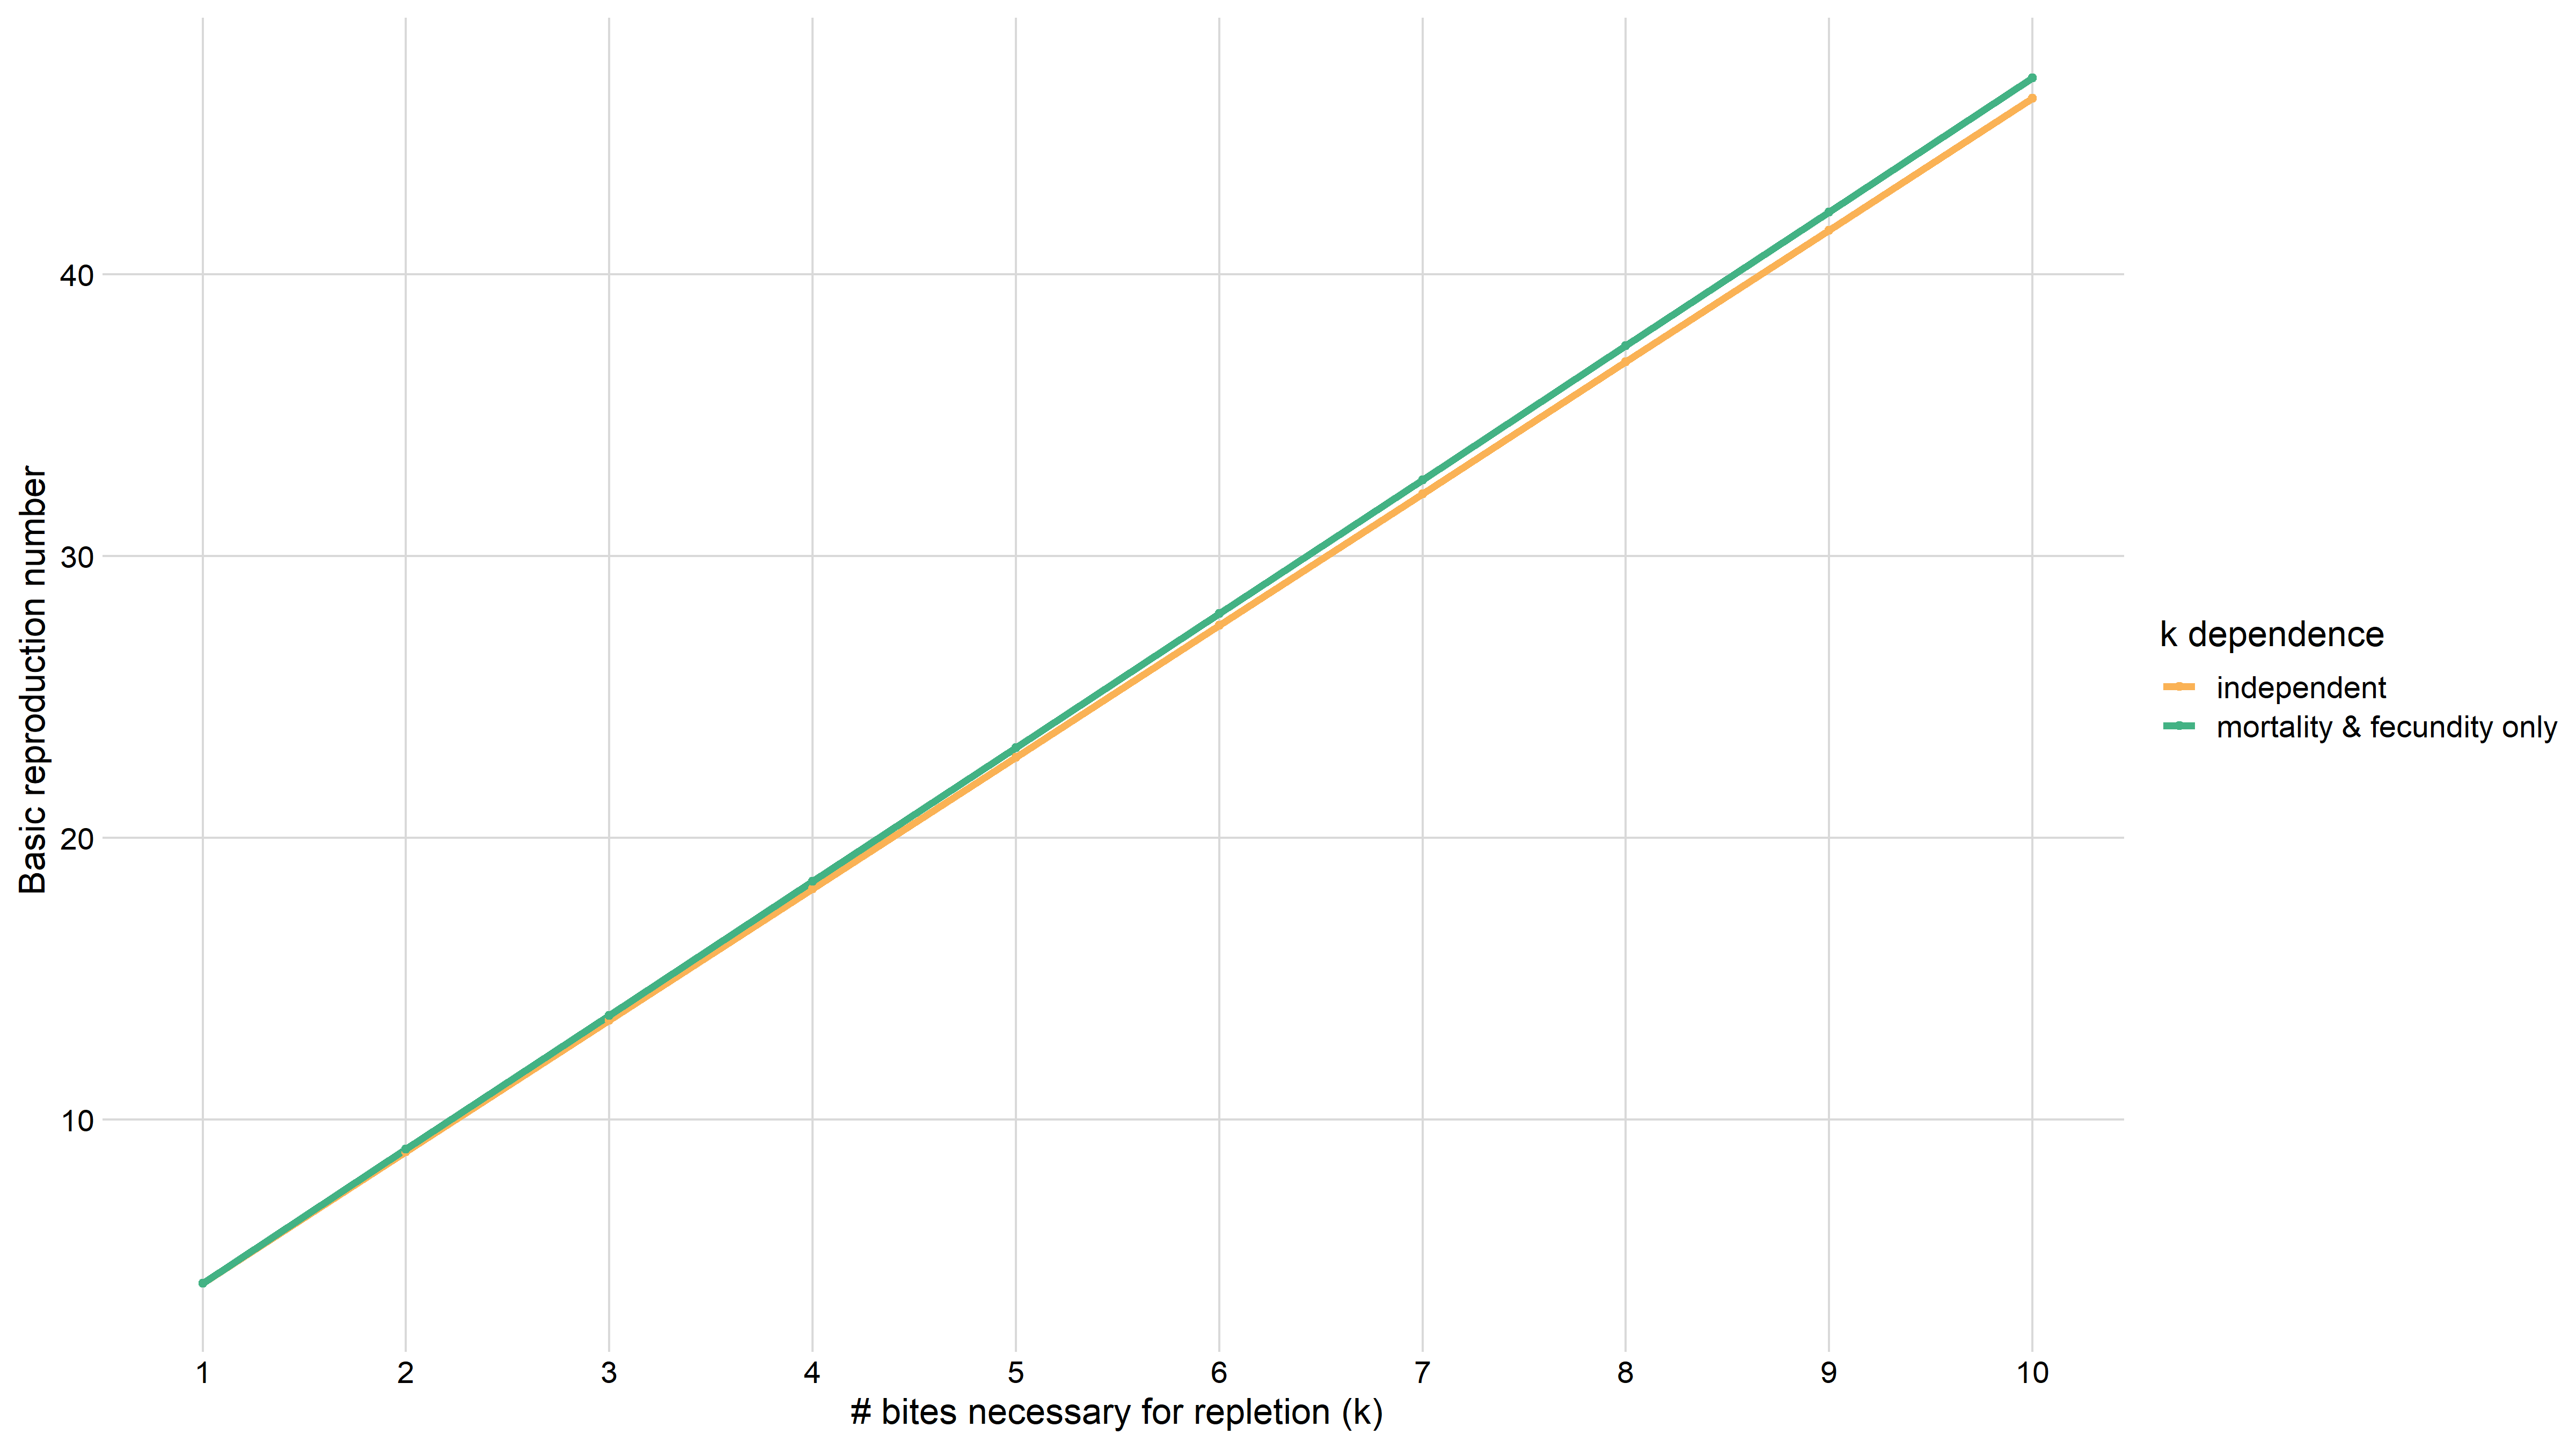 Basic reproduction number
40
30
20
10
1 2 3 4 5 6 7 8 9 10
# bites necessary for repletion (k)
k dependence
independent
mortality & fecundity only